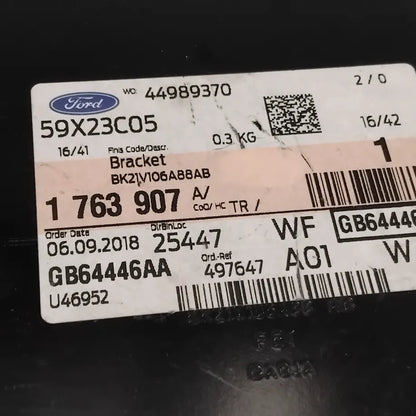 WO: 44989370 2 / 0
Ford
59X23C05 0.3 KG 16/42
16/41 Finis Code/Descr.
Bracket 1
BK21V106A88AB
1 763 907 A/ CoO/HC TR /
Order Date DlrBinLoc
06.09.2018 25447 WF GB64446
Ord.-Ref
GB64446AA 497647 A01 W
U46952